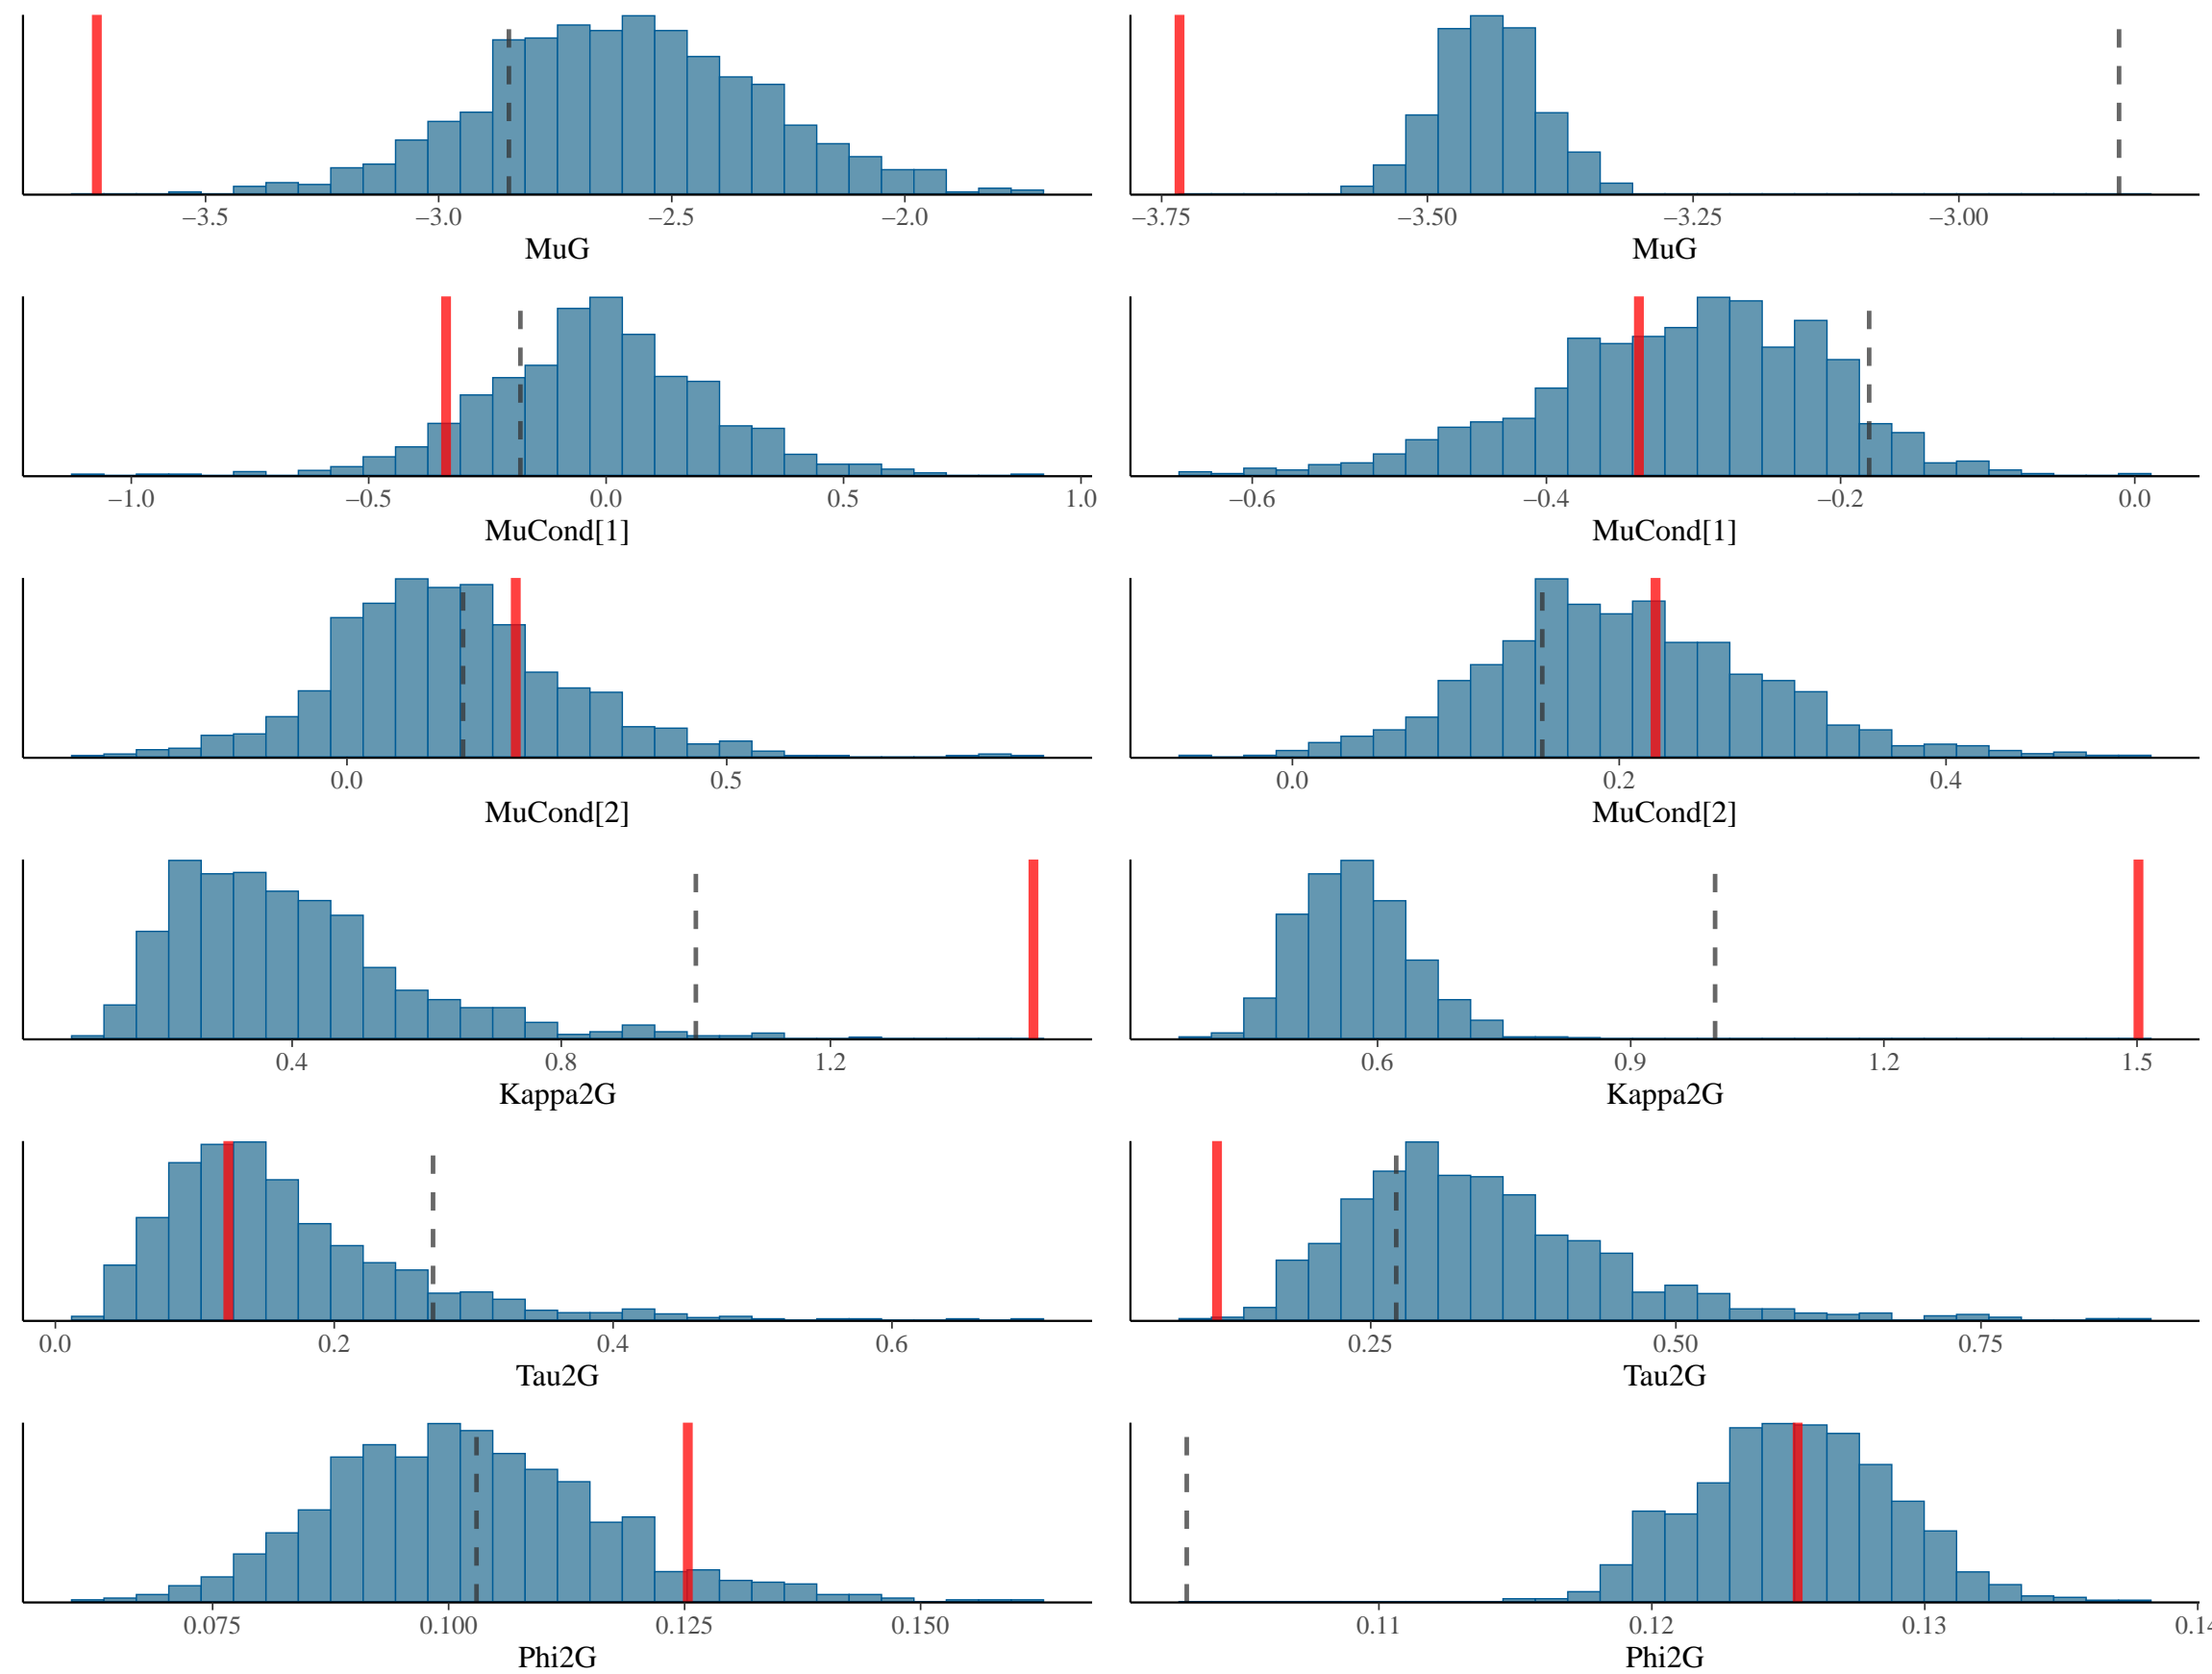 −3.5 −3.0 −2.5 −2.0
MuG
−3.75 −3.50 −3.25 −3.00
MuG
−1.0 −0.5 0.0 0.5 1.0
MuCond[1]
−0.6 −0.4 −0.2 0.0
MuCond[1]
0.0 0.5
MuCond[2]
0.0 0.2 0.4
MuCond[2]
0.4 0.8 1.2
Kappa2G
0.6 0.9 1.2 1.5
Kappa2G
0.0 0.2 0.4 0.6
Tau2G
0.25 0.50 0.75
Tau2G
0.075 0.100 0.125 0.150
Phi2G
0.11 0.12 0.13
Phi2G